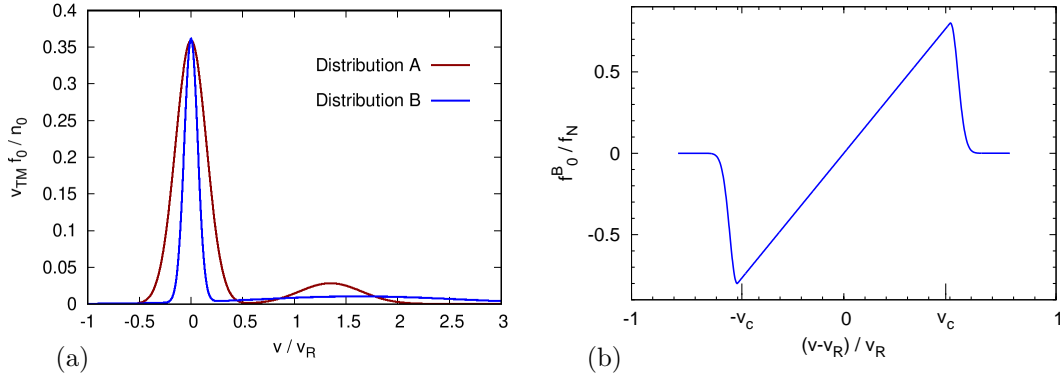 0.4
0.35
0.3
0.25
0.2
0.15
0.1
0.05
0
v_TM f_0 / n_0
Distribution A
Distribution B
-1 -0.5 0 0.5 1 1.5 2 2.5 3
v / v_R
(a)
0.5
0
-0.5
f^B_0 / f_N
-1 -v_c 0 v_c 1
(v-v_R) / v_R
(b)